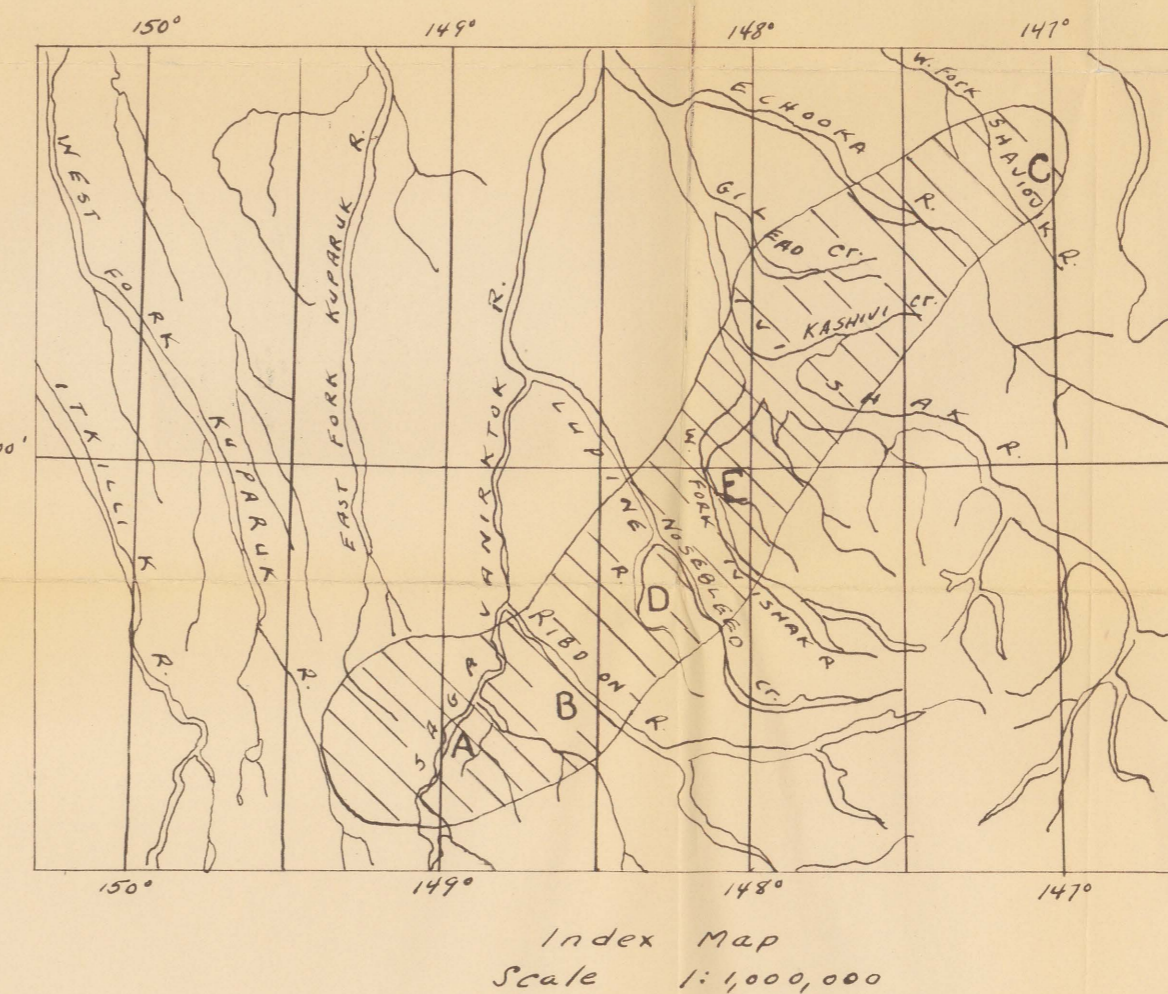 150° 149° 148° 147°
W. FORK
SHAVIOVIK R.
C
ECHOOKA R.
GILEAD Cr.
KASHIVI Cr.
WEST FORK KUPARUK R.
EAST FORK KUPARUK R.
ITKILLIK R.
SAGAVANIRKTOK R.
LUPINE R.
IVISHAK R.
W. FORK IVISHAK R
E
NOSEBLEED Cr.
D
RIBDON R.
B
A
00'
150° 149° 148° 147°
Index Map
Scale 1:1,000,000